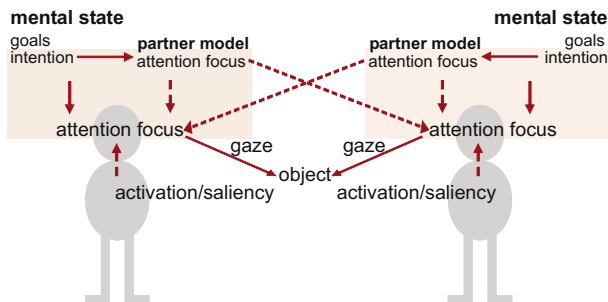 mental state
goals
intention
partner model
attention focus
attention focus
gaze
activation/saliency
object
mental state
partner model
attention focus
goals
intention
attention focus
gaze
activation/saliency